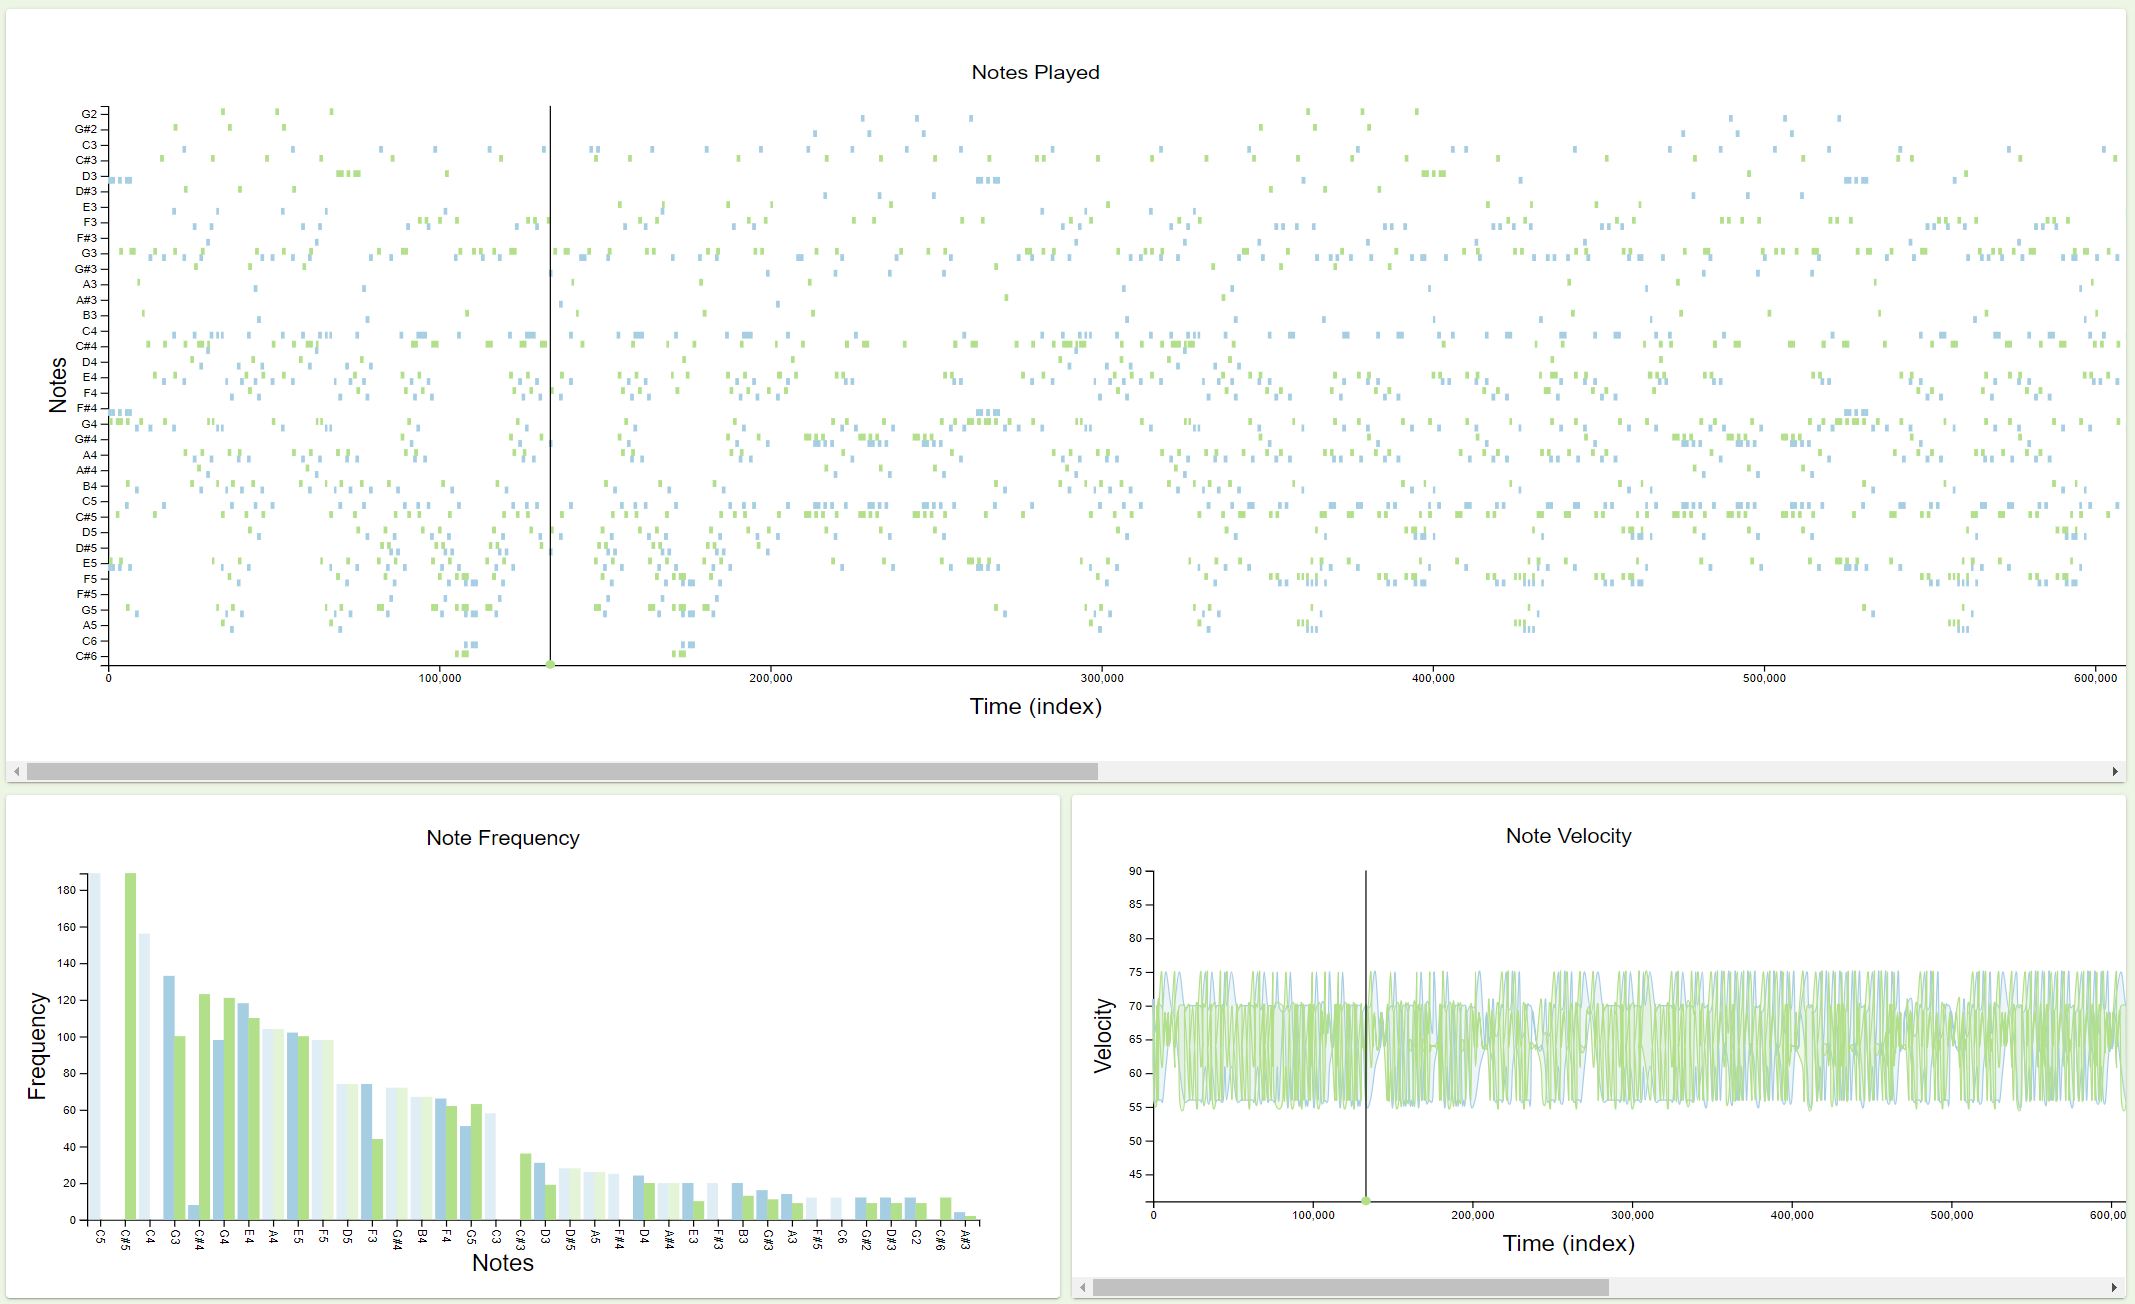 Notes Played
G2
G#2
C3
C#3
D3
D#3
E3
F3
F#3
G3
G#3
A3
A#3
B3
C4
C#4
D4
E4
F4
F#4
G4
G#4
A4
A#4
B4
C5
C#5
D5
D#5
E5
F5
F#5
G5
A5
C6
C#6
Notes
0 100,000 200,000 300,000 400,000 500,000 600,000
Time (index)
Note Frequency
180
160
140
120
100
80
60
40
20
0
Frequency
C5 C#5 C4 G3 C#4 G4 E4 A4 E5 F5 D5 F3 G#4 B4 F4 G5 C3 C#3 D3 D#5 A5 F#4 D4 A#4 E3 F#3 B3 G#3 A3 F#5 C6 G#2 D#3 G2 C#6 A#3
Notes
Note Velocity
90
85
80
75
70
65
60
55
50
45
Velocity
0 100,000 200,000 300,000 400,000 500,000 600,00
Time (index)